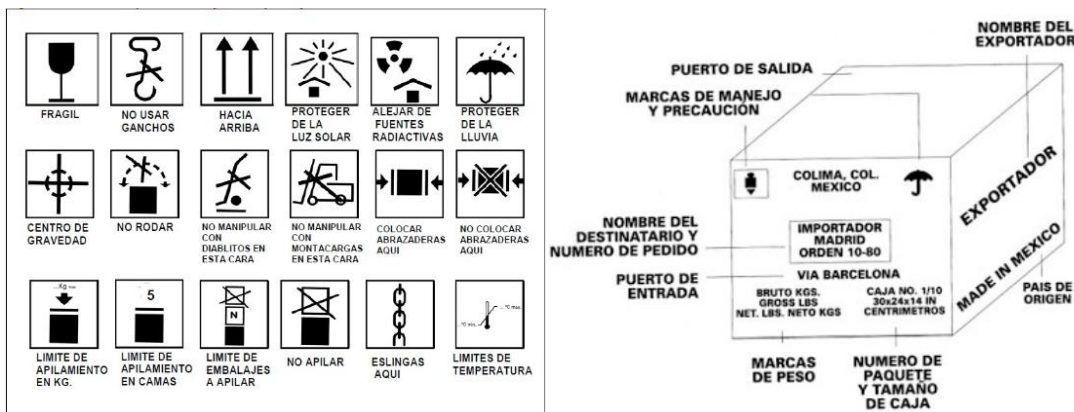 FRAGIL
NO USAR
GANCHOS
HACIA
ARRIBA
PROTEGER
DE LA
LUZ SOLAR
ALEJAR DE
FUENTES
RADIACTIVAS
PROTEGER
DE LA
LLUVIA
CENTRO DE
GRAVEDAD
NO RODAR
NO MANIPULAR
CON
DIABLITOS EN
ESTA CARA
NO MANIPULAR
CON
MONTACARGAS
EN ESTA CARA
COLOCAR
ABRAZADERAS
AQUI
NO COLOCAR
ABRAZADERAS
AQUI
5
N
LIMITE DE
APILAMIENTO
EN KG.
LIMITE DE
APILAMIENTO
EN CAMAS
LIMITE DE
EMBALAJES
A APILAR
NO APILAR
ESLINGAS
AQUI
LIMITES DE
TEMPERATURA
NOMBRE DEL
EXPORTADOR
PUERTO DE SALIDA
MARCAS DE MANEJO
Y PRECAUCIÓN
COLIMA, COL.
MEXICO
EXPORTADOR
NOMBRE DEL
DESTINATARIO Y
NUMERO DE PEDIDO
IMPORTADOR
MADRID
ORDEN 10-80
PUERTO DE
ENTRADA
VIA BARCELONA
MADE IN MEXICO
PAIS DE
ORIGEN
BRUTO KGS.
GROSS LBS
NET. LBS. NETO KGS
CAJA NO. 1/10
30x24x14 IN
CENTRIMETROS
MARCAS
DE PESO
NUMERO DE
PAQUETE
Y TAMAÑO
DE CAJA